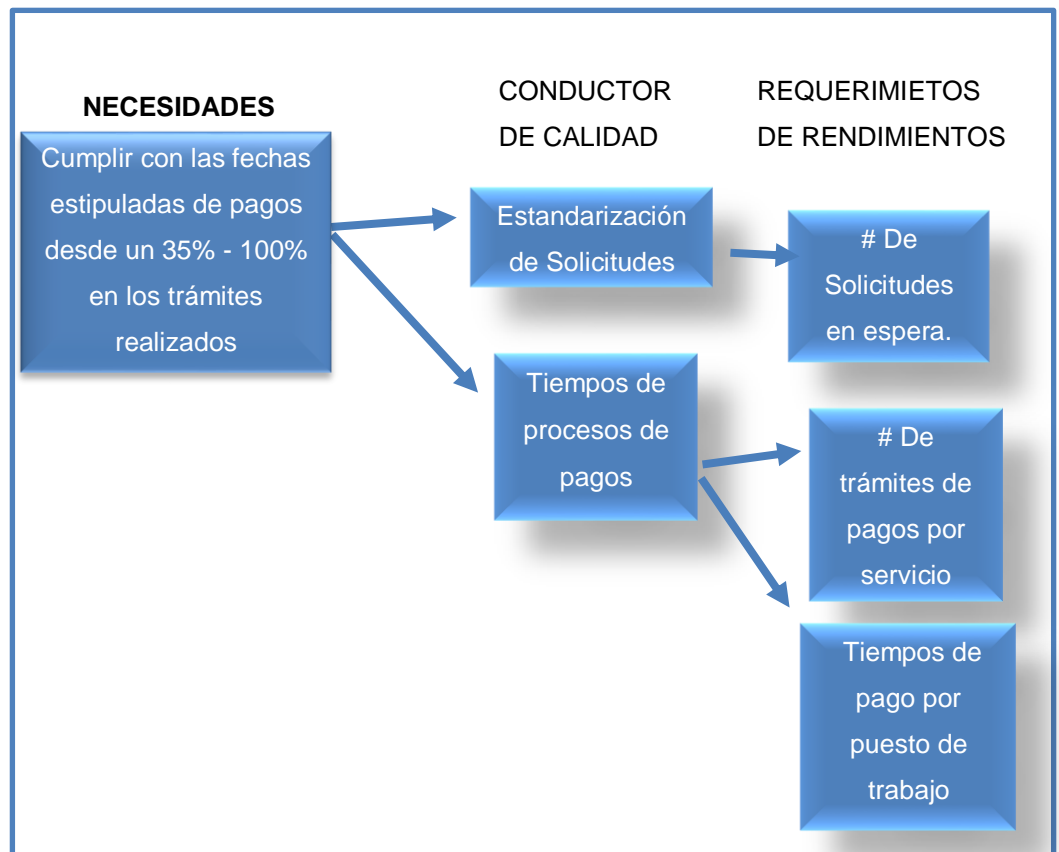 NECESIDADES
CONDUCTOR
DE CALIDAD
REQUERIMIETOS
DE RENDIMIENTOS
Cumplir con las fechas
estipuladas de pagos
desde un 35% - 100%
en los trámites
realizados
Estandarización
de Solicitudes
# De
Solicitudes
en espera.
Tiempos de
procesos de
pagos
# De
trámites de
pagos por
servicio
Tiempos de
pago por
puesto de
trabajo